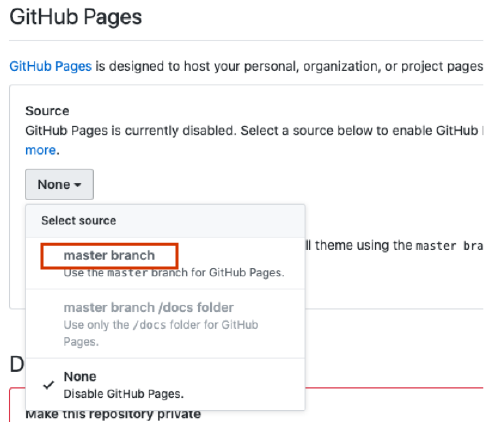 GitHub Pages
GitHub Pages is designed to host your personal, organization, or project pages
Source
GitHub Pages is currently disabled. Select a source below to enable GitHub
more.
None
Select source
master branch
Use the master branch for GitHub Pages.
ll theme using the master bra
master branch /docs folder
Use only the /docs folder for GitHub
Pages.
None
Disable GitHub Pages.
D
Make this repository private